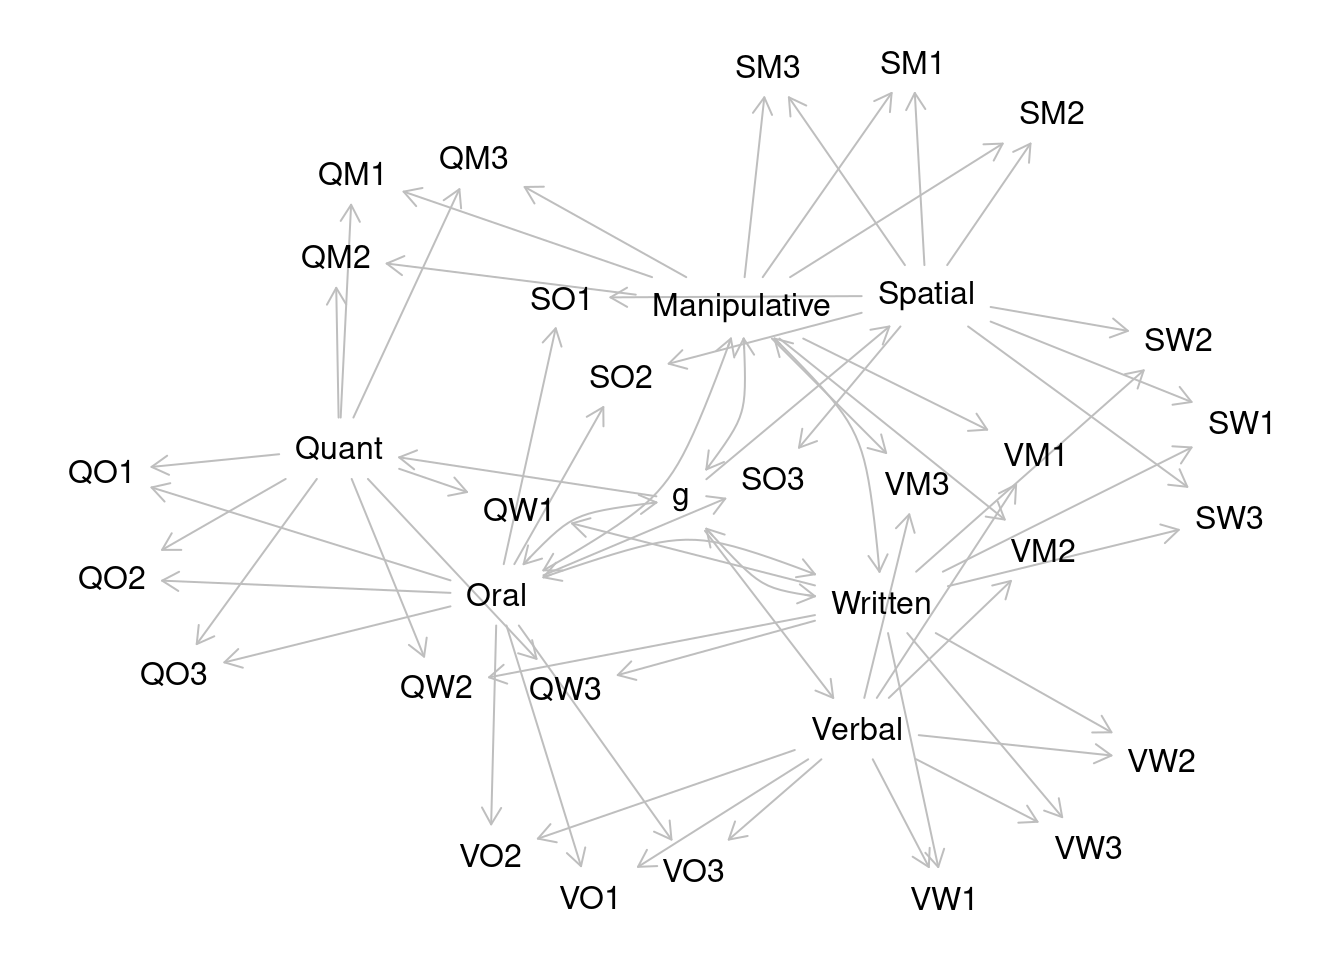 SM3
SM1
SM2
QM1
QM3
QM2
SO1
Manipulative
Spatial
SW2
SO2
SW1
Quant
VM1
QO1
SO3
VM3
g
QW1
SW3
VM2
QO2
Oral
Written
QO3
QW2
QW3
Verbal
VW2
VO2
VW3
VO3
VO1
VW1